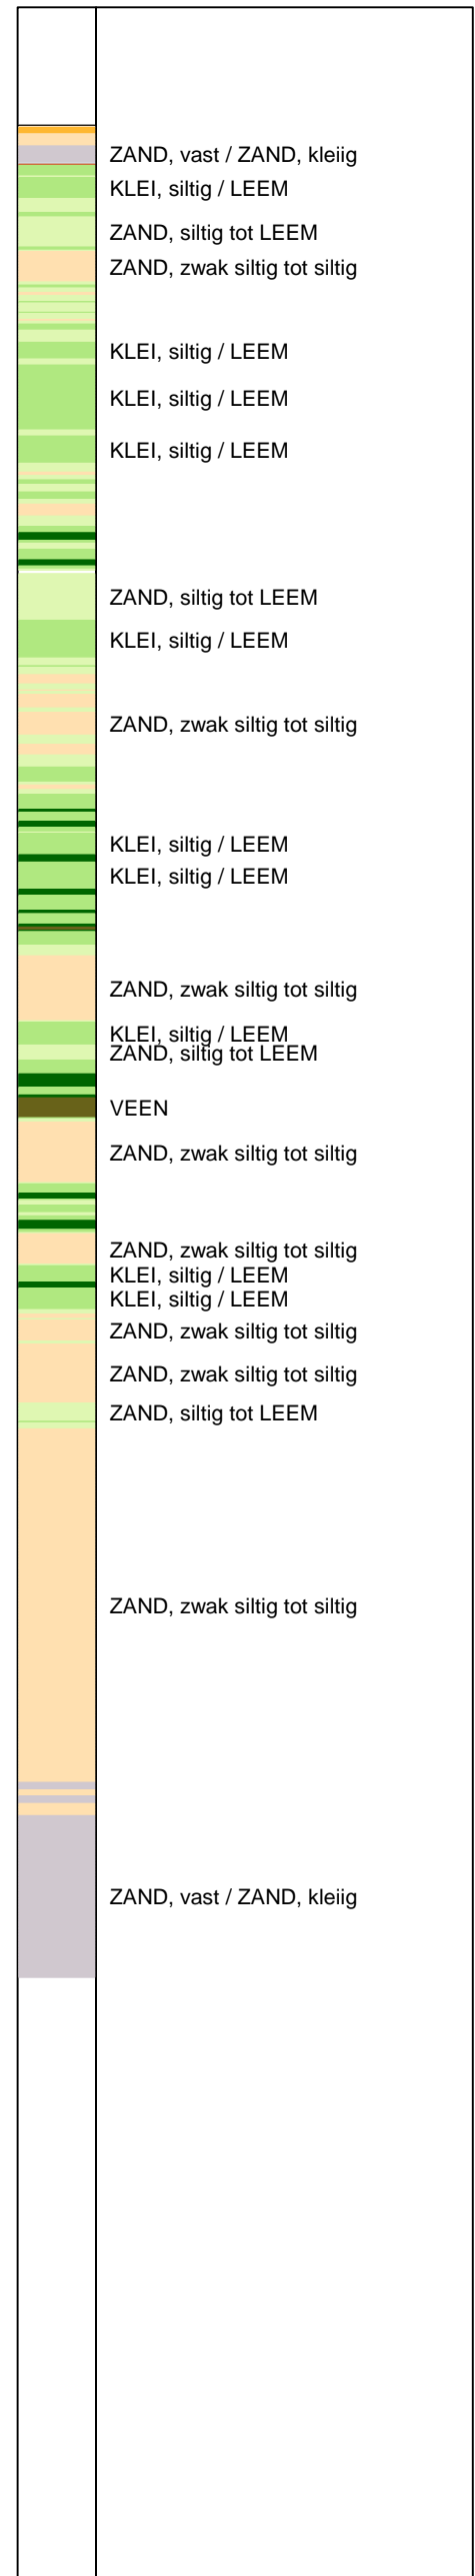 ZAND, vast / ZAND, kleiig
KLEI, siltig / LEEM
ZAND, siltig tot LEEM
ZAND, zwak siltig tot siltig
KLEI, siltig / LEEM
KLEI, siltig / LEEM
KLEI, siltig / LEEM
ZAND, siltig tot LEEM
KLEI, siltig / LEEM
ZAND, zwak siltig tot siltig
KLEI, siltig / LEEM
KLEI, siltig / LEEM
ZAND, zwak siltig tot siltig
KLEI, siltig / LEEM
ZAND, siltig tot LEEM
VEEN
ZAND, zwak siltig tot siltig
ZAND, zwak siltig tot siltig
KLEI, siltig / LEEM
KLEI, siltig / LEEM
ZAND, zwak siltig tot siltig
ZAND, zwak siltig tot siltig
ZAND, siltig tot LEEM
ZAND, zwak siltig tot siltig
ZAND, vast / ZAND, kleiig